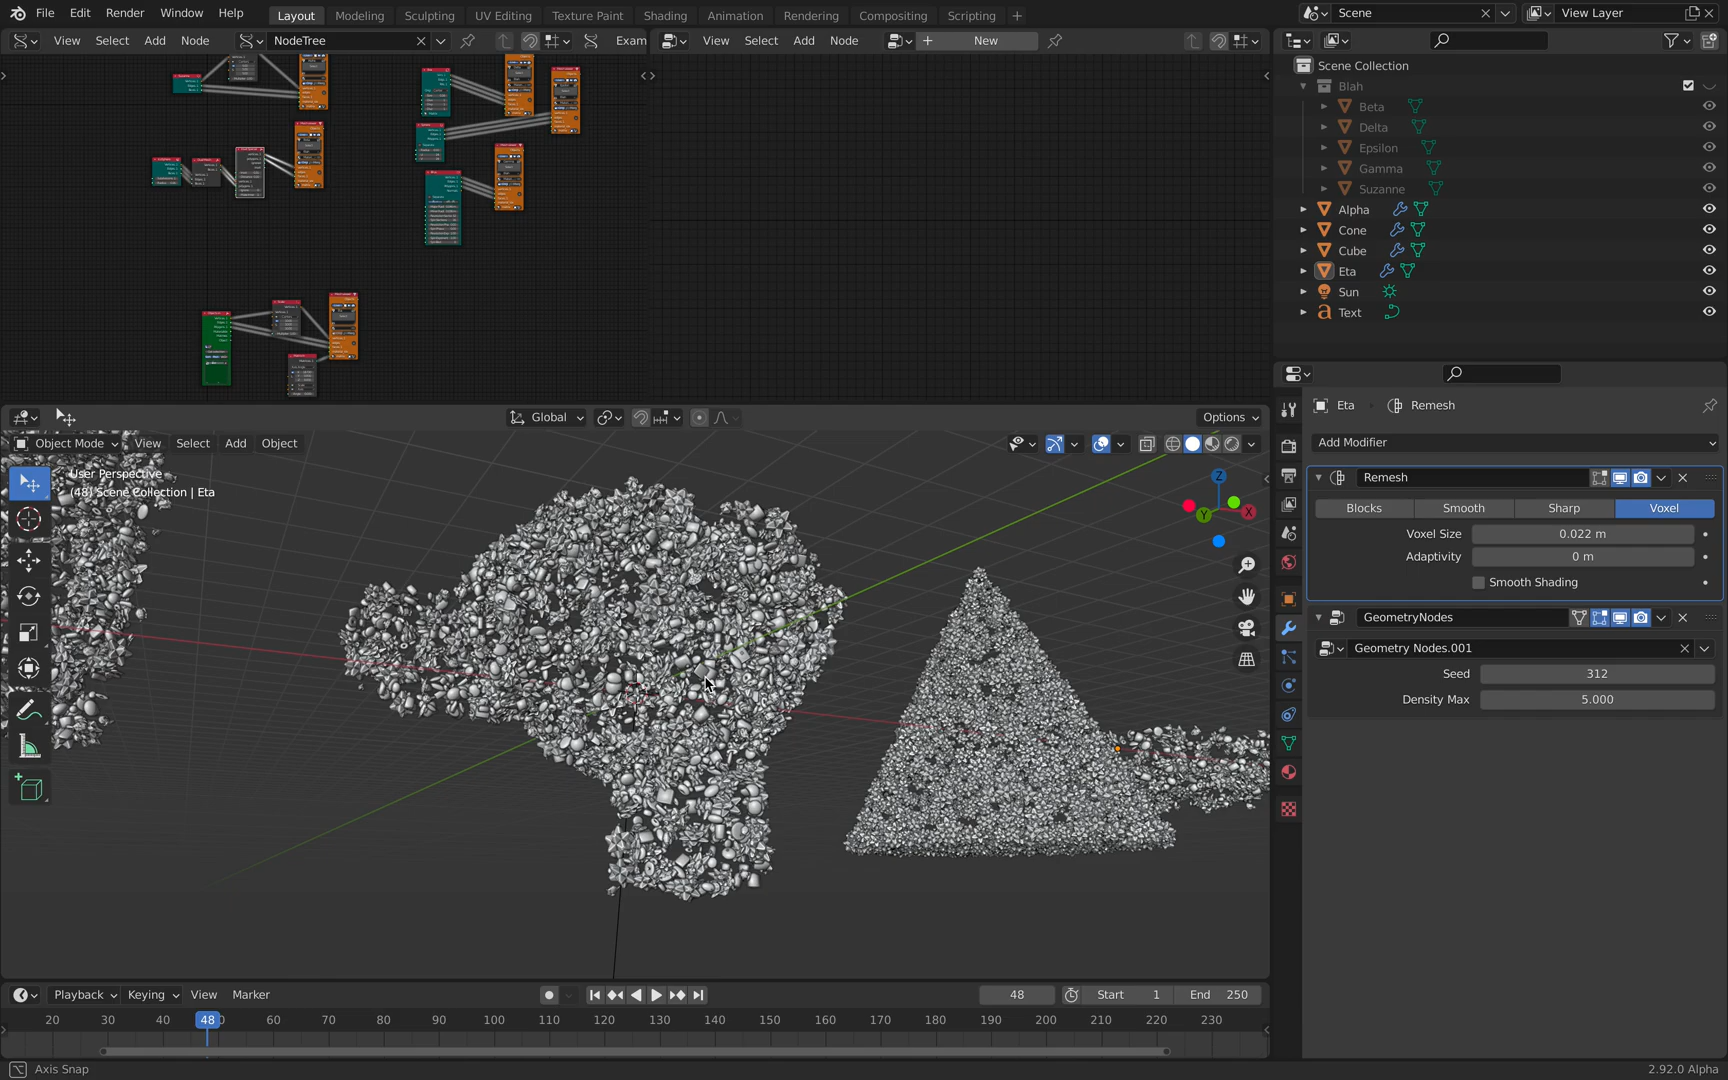 File Edit Render Window Help Layout Modeling Sculpting UV Editing Texture Paint Shading Animation Rendering Compositing Scripting + Scene View Layer
View Select Add Node NodeTree Exam View Select Add Node New
Scene Collection
Blah
Beta
Delta
Epsilon
Gamma
Suzanne
Alpha
Cone
Cube
Eta
Sun
Text
Global Options
Object Mode View Select Add Object
User Perspective
(48) Scene Collection | Eta
Z
Y
X
Eta Remesh
Add Modifier
Remesh
Blocks Smooth Sharp Voxel
Voxel Size 0.022 m
Adaptivity 0 m
Smooth Shading
GeometryNodes
Geometry Nodes.001
Seed 312
Density Max 5.000
Playback Keying View Marker 48 Start 1 End 250
20 30 40 48 60 70 80 90 100 110 120 130 140 150 160 170 180 190 200 210 220 230
Axis Snap 2.92.0 Alpha